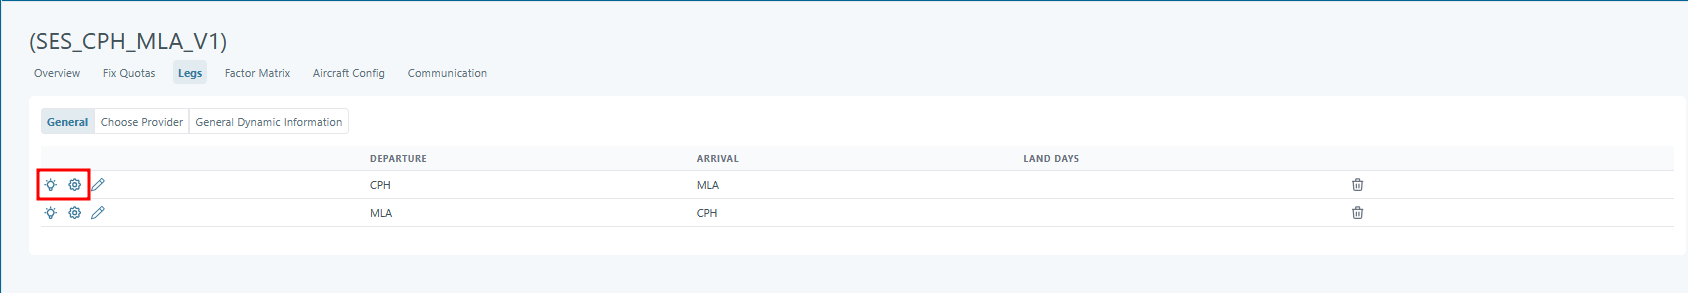 (SES_CPH_MLA_V1)
Overview Fix Quotas Legs Factor Matrix Aircraft Config Communication
General Choose Provider General Dynamic Information
DEPARTURE ARRIVAL LAND DAYS
CPH MLA
MLA CPH